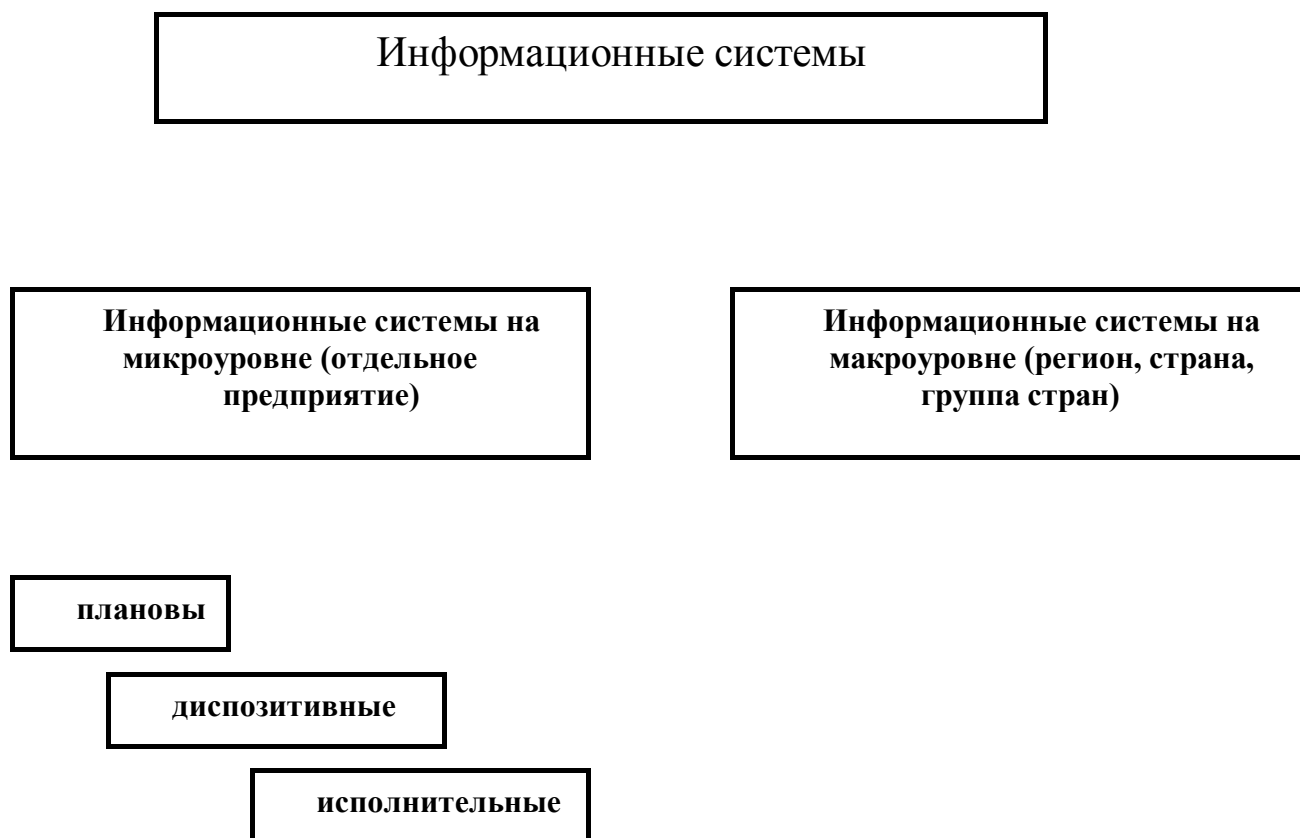 Информационные системы
Информационные системы на
микроуровне (отдельное
предприятие)
Информационные системы на
макроуровне (регион, страна,
группа стран)
плановы
диспозитивные
исполнительные